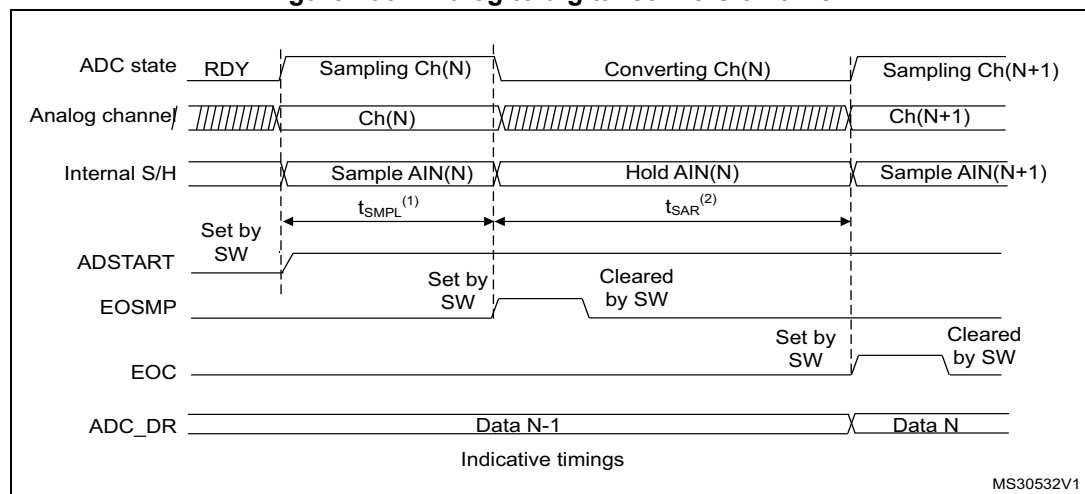 ADC state RDY Sampling Ch(N) Converting Ch(N) Sampling Ch(N+1)
Analog channel Ch(N) Ch(N+1)
Internal S/H Sample AIN(N) Hold AIN(N) Sample AIN(N+1)
tSMPL(1) tSAR(2)
Set by
SW
ADSTART
Set by
SW
Cleared
by SW
EOSMP
Set by
SW
Cleared
by SW
EOC
ADC_DR Data N-1 Data N
Indicative timings
MS30532V1